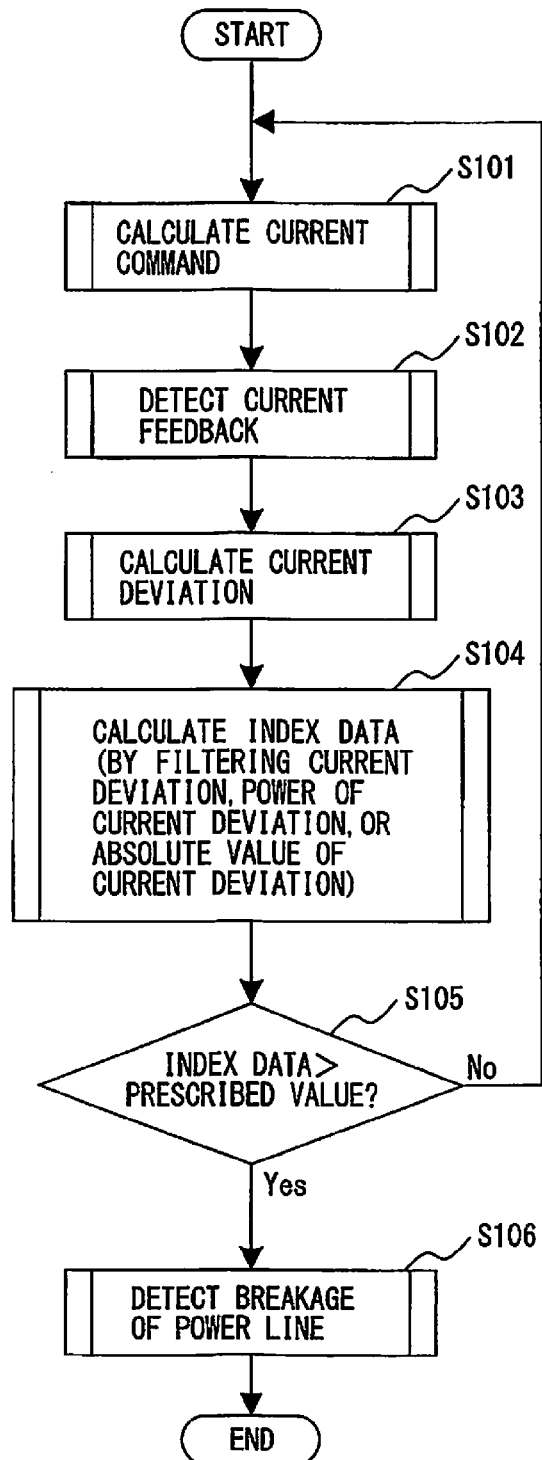 START
S101
CALCULATE CURRENT
COMMAND
S102
DETECT CURRENT
FEEDBACK
S103
CALCULATE CURRENT
DEVIATION
S104
CALCULATE INDEX DATA
(BY FILTERING CURRENT
DEVIATION, POWER OF
CURRENT DEVIATION, OR
ABSOLUTE VALUE OF
CURRENT DEVIATION)
S105
INDEX DATA>
PRESCRIBED VALUE?
No
Yes
S106
DETECT BREAKAGE
OF POWER LINE
END